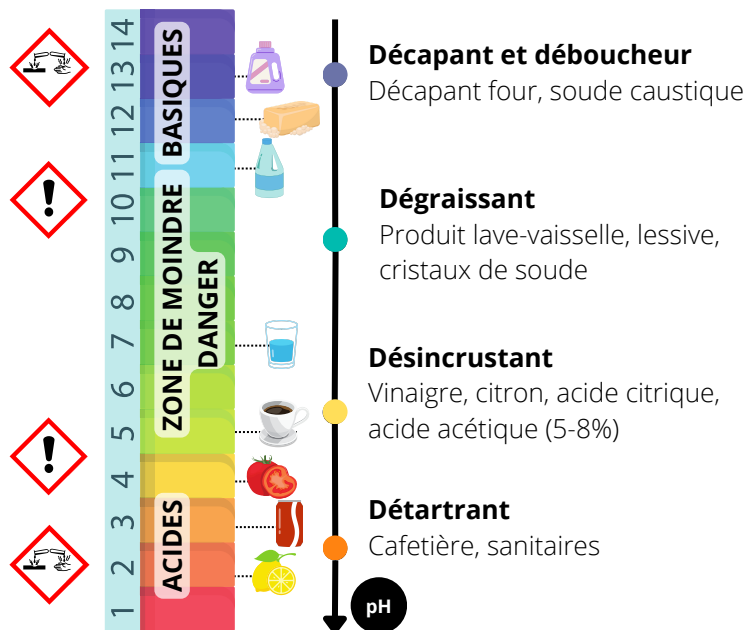 14
13
12
11
10
9
8
7
6
5
4
3
2
1
BASIQUES
ZONE DE MOINDRE
DANGER
ACIDES
!
!
Décapant et déboucheur
Décapant four, soude caustique
Dégraissant
Produit lave-vaisselle, lessive,
cristaux de soude
Désincrustant
Vinaigre, citron, acide citrique,
acide acétique (5-8%)
Détartrant
Cafetière, sanitaires
pH